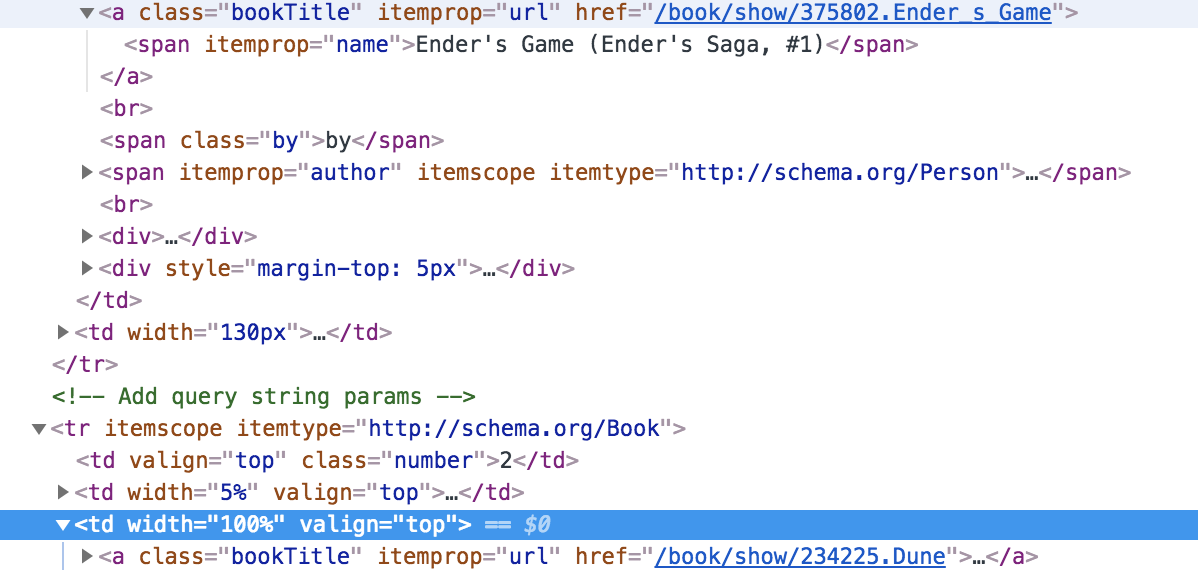 <a class="bookTitle" itemprop="url" href="/book/show/375802.Ender_s_Game">
<span itemprop="name">Ender's Game (Ender's Saga, #1)</span>
</a>
<br>
<span class="by">by</span>
<span itemprop="author" itemscope itemtype="http://schema.org/Person">…</span>
<br>
<div>…</div>
<div style="margin-top: 5px">…</div>
</td>
<td width="130px">…</td>
</tr>
<!-- Add query string params -->
<tr itemscope itemtype="http://schema.org/Book">
<td valign="top" class="number">2</td>
<td width="5%" valign="top">…</td>
<td width="100%" valign="top"> == $0
<a class="bookTitle" itemprop="url" href="/book/show/234225.Dune">…</a>